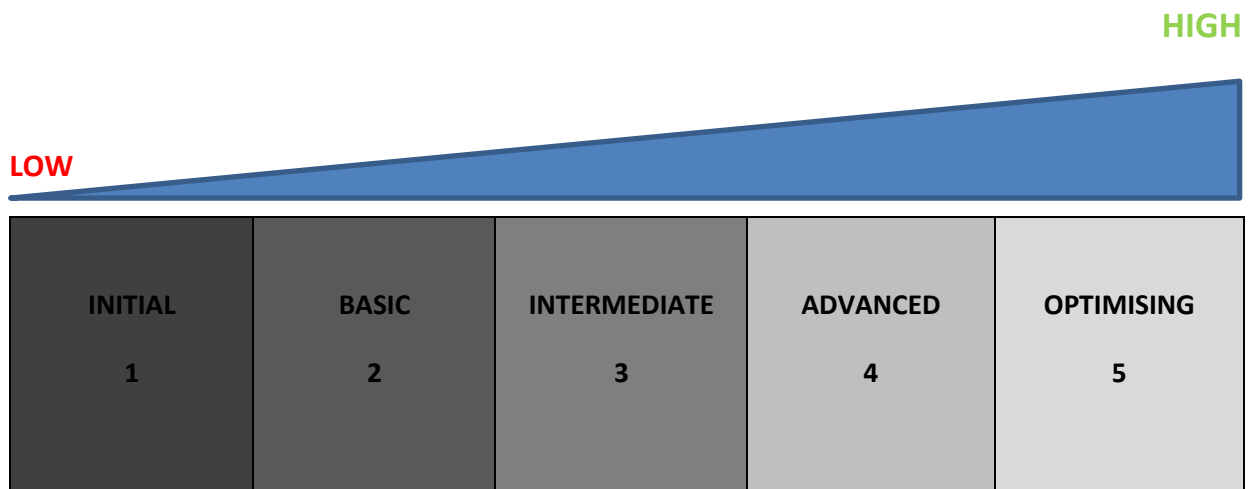 HIGH
LOW
INITIAL BASIC INTERMEDIATE ADVANCED OPTIMISING
1 2 3 4 5